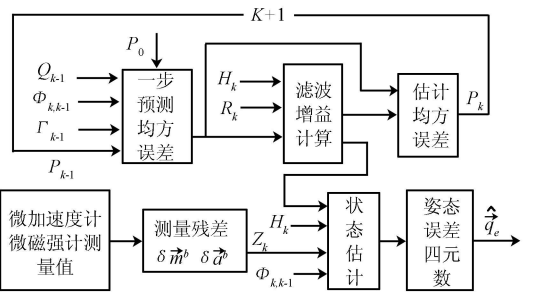 K+1
P₀
Qₖ₋₁
Φₖ,ₖ₋₁
Γₖ₋₁
Pₖ₋₁
一步
预测
均方
误差
Hₖ
Rₖ
滤波
增益
计算
估计
均方
误差
Pₖ
微加速度计
微磁强计测
量值
测量残差
δm⃗ᵇ δa⃗ᵇ
Hₖ
Zₖ
Φₖ,ₖ₋₁
状
态
估
计
姿态
误差
四元
数
q̂⃗ₑ